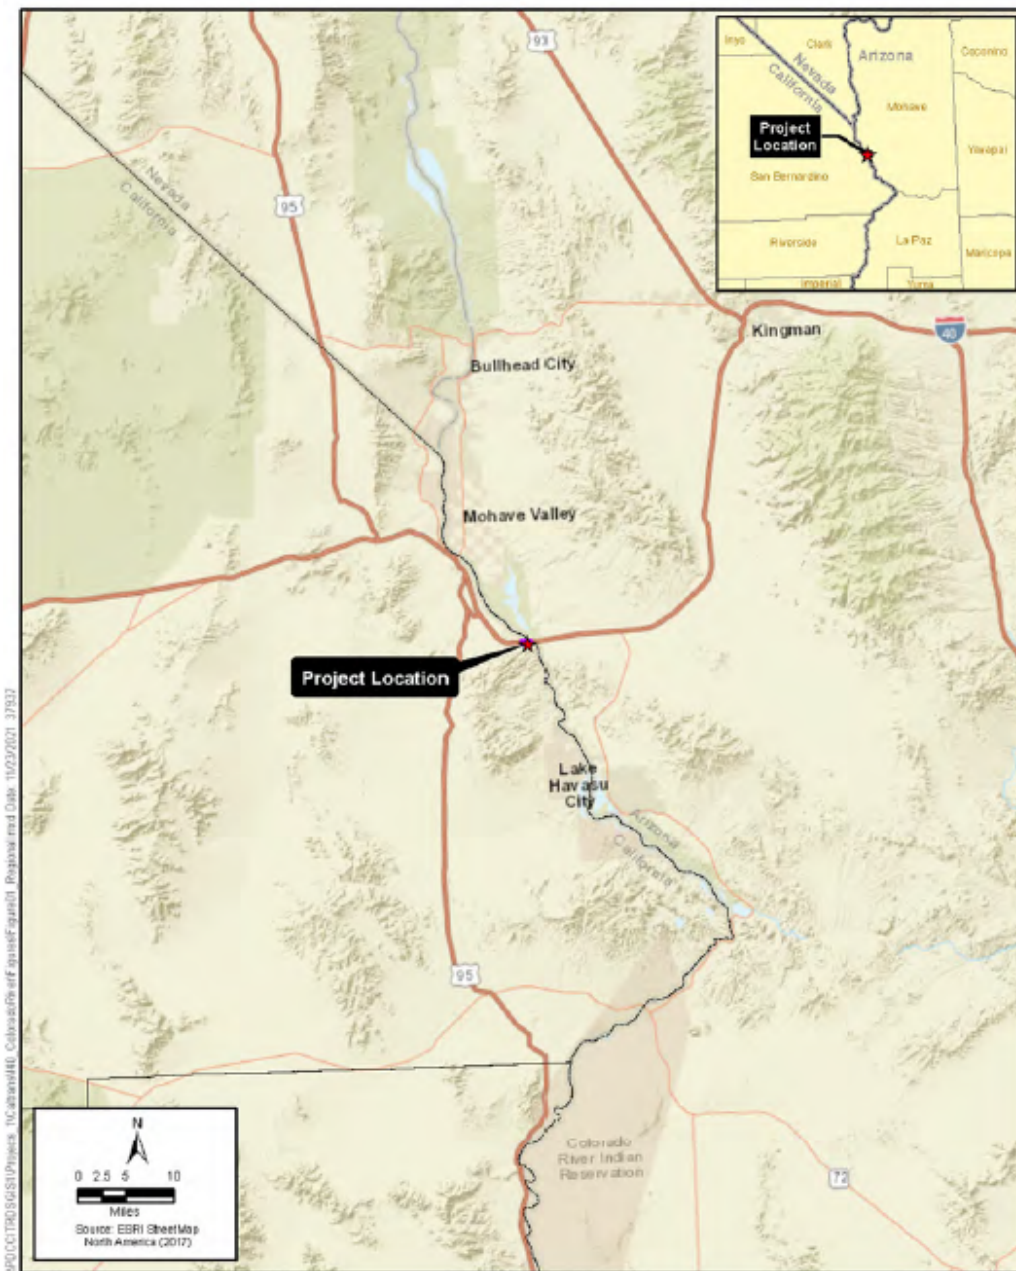 93
Inyo
Clark
Arizona
Coconino
Nevada
California
Mohave
Project
Location
Yavapai
San Bernardino
Riverside
La Paz
Maricopa
Imperial
Yuma
Nevada
California
95
Kingman
40
Bullhead City
Mohave Valley
Project Location
Lake
Havasu
City
Arizona
California
95
Colorado
River Indian
Reservation
72
N
0 2.5 5 10
Miles
Source: ESRI StreetMap
North America (2017)